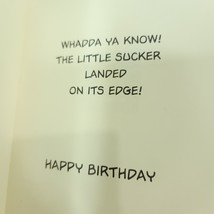 WHADDA YA KNOW!
THE LITTLE SUCKER
LANDED
ON ITS EDGE!
HAPPY BIRTHDAY